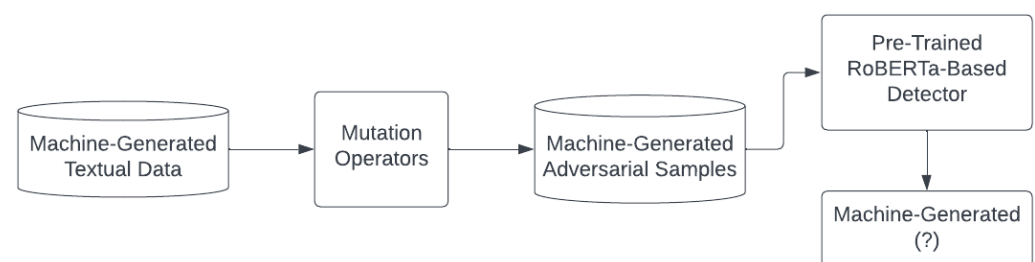 Machine-Generated
Textual Data
Mutation
Operators
Machine-Generated
Adversarial Samples
Pre-Trained
RoBERTa-Based
Detector
Machine-Generated
(?)